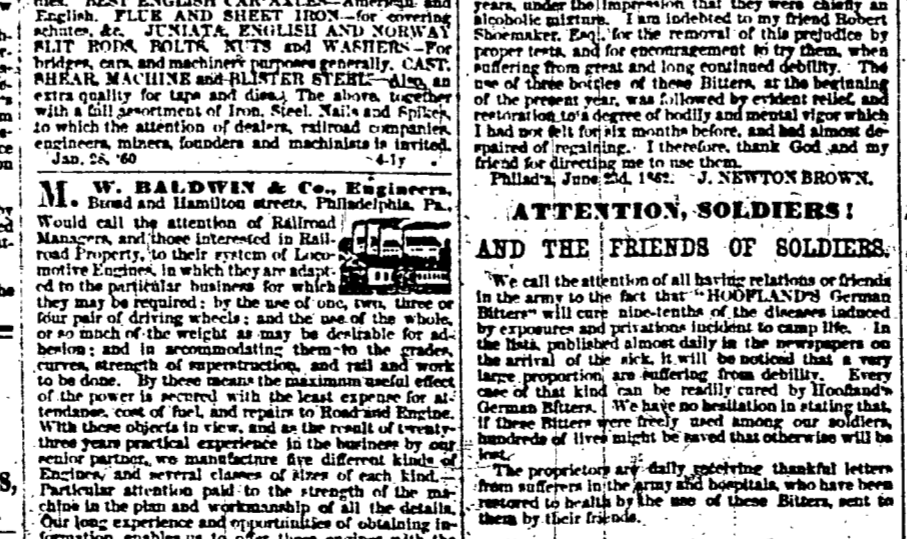 ties. BEST ENGLISH CAR AXLES—American and
English. FLUE AND SHEET IRON—for covering
schutes, &c. JUNIATA, ENGLISH AND NORWAY
SLIT RODS, BOLTS, NUTS and WASHERS—For
bridges, cars, and machinery purposes generally. CAST.
SHEAR, MACHINE and BLISTER STEEL—Also, an
extra quality for taps and dies. The above, together
with a full assortment of Iron, Steel, Nails and Spikes,
to which the attention of dealers, railroad companies,
engineers, miners, founders and machinists is invited.
Jan. 28, '60 4-1y
M. W. BALDWIN & Co., Engineers,
Broad and Hamilton streets, Philadelphia, Pa.,
Would call the attention of Railroad
Managers, and those interested in Rail-
road Property, to their system of Loco-
motive Engines, in which they are adapt-
ed to the particular business for which
they may be required; by the use of one, two, three or
four pair of driving wheels; and the use of the whole,
or so much of the weight as may be desirable for ad-
hesion; and in accommodating them to the grades,
curves, strength of superstruction, and rail and work
to be done. By these means the maximum useful effect
of the power is secured with the least expense for at-
tendance, cost of fuel, and repairs to Road and Engine.
With these objects in view, and as the result of twenty-
three years practical experience in the business by our
senior partner, we manufacture five different kinds of
Engines, and several classes of sizes of each kind.—
Particular attention paid to the strength of the ma-
chine in the plan and workmanship of all the details.
Our long experience and opportunities of obtaining in-
formation enables us to offer these engines with the
years, under the impression that they were chiefly an
alcoholic mixture. I am indebted to my friend Robert
Shoemaker, Esq., for the removal of this prejudice by
proper tests, and for encouragement to try them, when
suffering from great and long continued debility. The
use of three bottles of these Bitters, at the beginning
of the present year, was followed by evident relief, and
restoration to a degree of bodily and mental vigor which
I had not felt for six months before, and had almost de-
spaired of regaining. I therefore, thank God and my
friend for directing me to use them.
Philad'a, June 23d, 1862. J. NEWTON BROWN.
ATTENTION, SOLDIERS!
AND THE FRIENDS OF SOLDIERS.
We call the attention of all having relations or friends
in the army to the fact that "HOOFLAND'S German
Bitters" will cure nine-tenths of the diseases induced
by exposures and privations incident to camp life. In
the lists, published almost daily in the newspapers on
the arrival of the sick, it will be noticed that a very
large proportion are suffering from debility. Every
case of that kind can be readily cured by Hoofland's
German Bitters. We have no hesitation in stating that,
if these Bitters were freely used among our soldiers,
hundreds of lives might be saved that otherwise will be
lost.
The proprietors are daily receiving thankful letters
from sufferers in the army and hospitals, who have been
restored to health by the use of these Bitters, sent to
them by their friends.